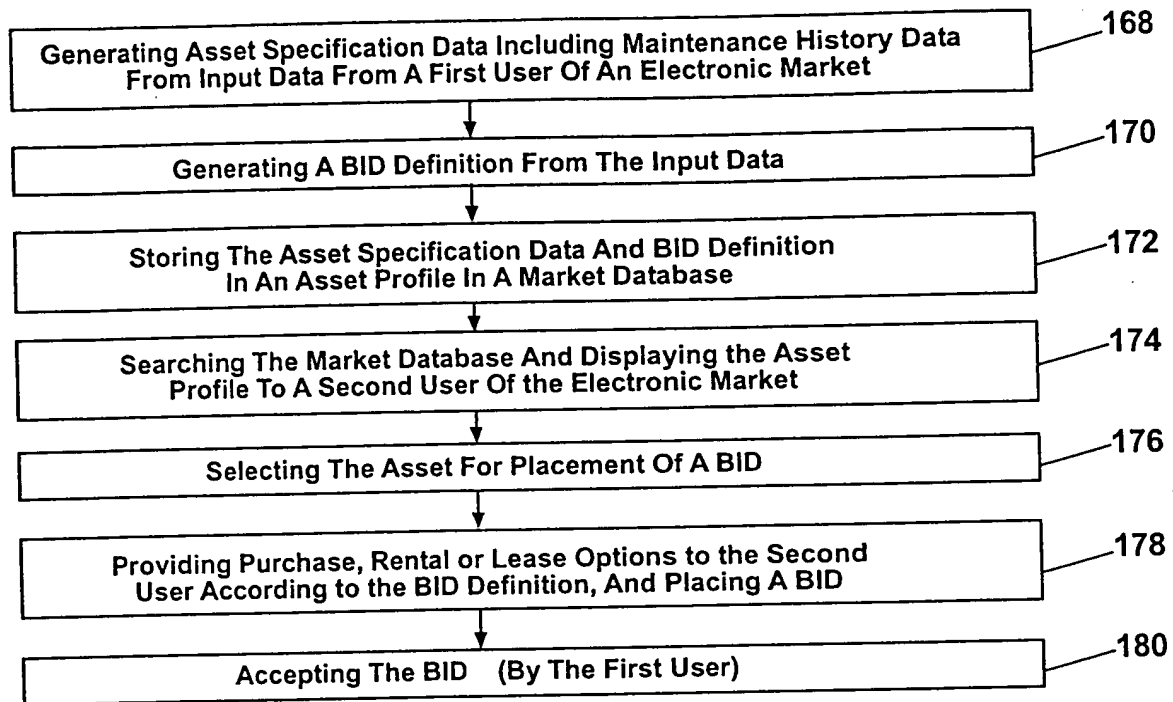 Generating Asset Specification Data Including Maintenance History Data
From Input Data From A First User Of An Electronic Market
168
Generating A BID Definition From The Input Data
170
Storing The Asset Specification Data And BID Definition
In An Asset Profile In A Market Database
172
Searching The Market Database And Displaying the Asset
Profile To A Second User Of the Electronic Market
174
Selecting The Asset For Placement Of A BID
176
Providing Purchase, Rental or Lease Options to the Second
User According to the BID Definition, And Placing A BID
178
Accepting The BID (By The First User)
180